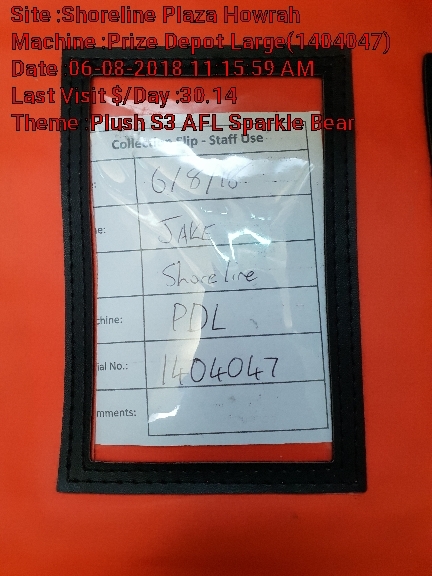 Site :Shoreline Plaza Howrah
Machine :Prize Depot Large(1404047)
Date :06-08-2018 11:15:59 AM
Last Visit $/Day :30.14
Theme :Plush S3 AFL Sparkle Bear
Slip - Staff Use
6/8/18
JAKE
Shoreline
chine: PDL
ial No.: 1404047
mments: